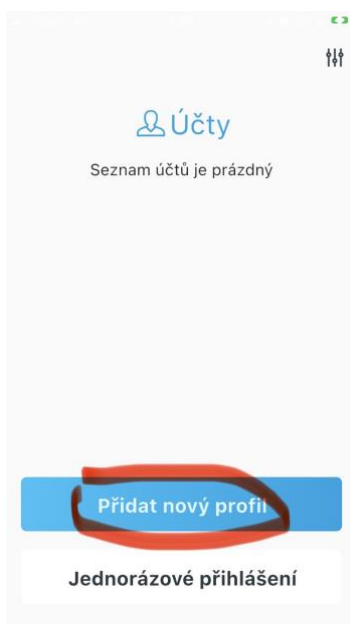 Účty
Seznam účtů je prázdný
Přidat nový profil
Jednorázové přihlášení